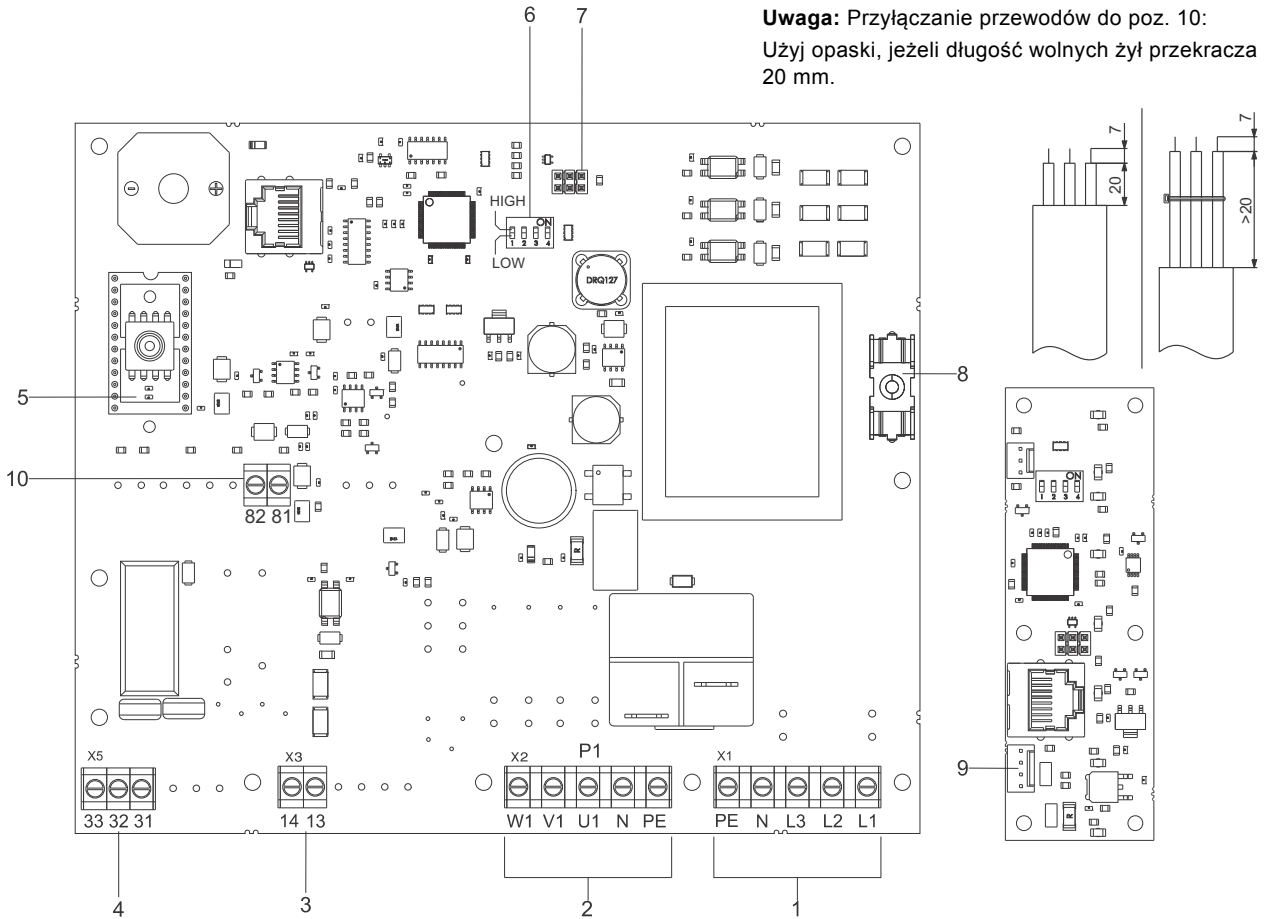 6
7
Uwaga: Przyłączanie przewodów do poz. 10:
Użyj opaski, jeżeli długość wolnych żył przekracza
20 mm.
7
20
7
>20
HIGH
LOW
ON
1 2 3 4
DRQ127
8
5
10
82 81
ON
1 2 3 4
9
X5
33 32 31
4
X3
14 13
3
P1
X2
W1 V1 U1 N PE
2
X1
PE N L3 L2 L1
1